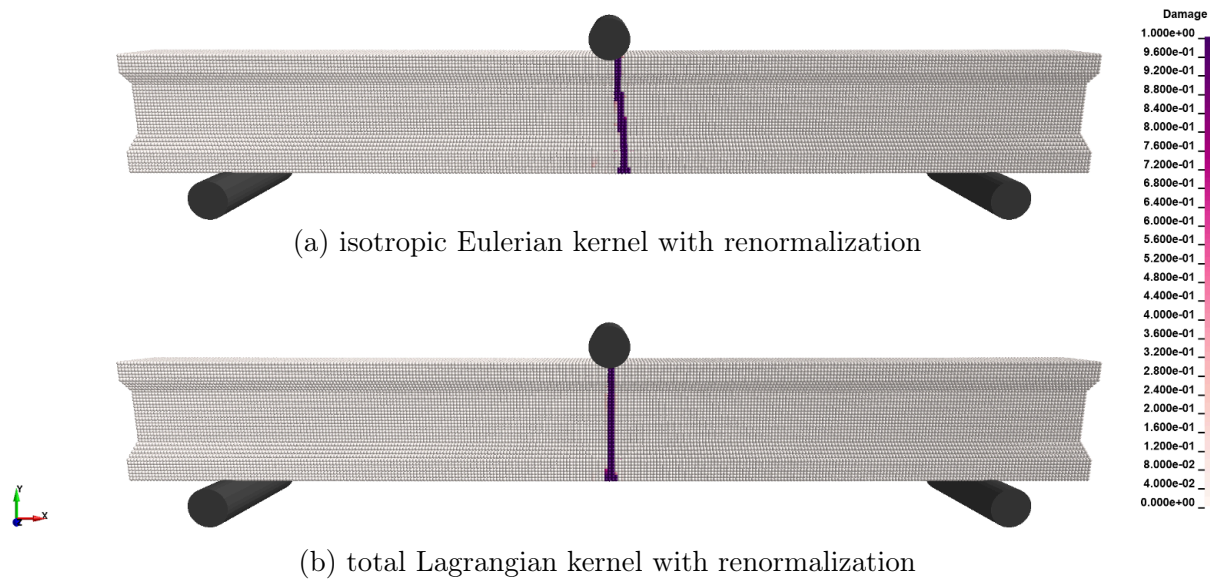 Damage
1.000e+00
9.600e-01
9.200e-01
8.800e-01
8.400e-01
8.000e-01
7.600e-01
7.200e-01
6.800e-01
6.400e-01
6.000e-01
5.600e-01
5.200e-01
4.800e-01
4.400e-01
4.000e-01
3.600e-01
3.200e-01
2.800e-01
2.400e-01
2.000e-01
1.600e-01
1.200e-01
8.000e-02
4.000e-02
0.000e+00
(a) isotropic Eulerian kernel with renormalization
Y
Z
X
(b) total Lagrangian kernel with renormalization